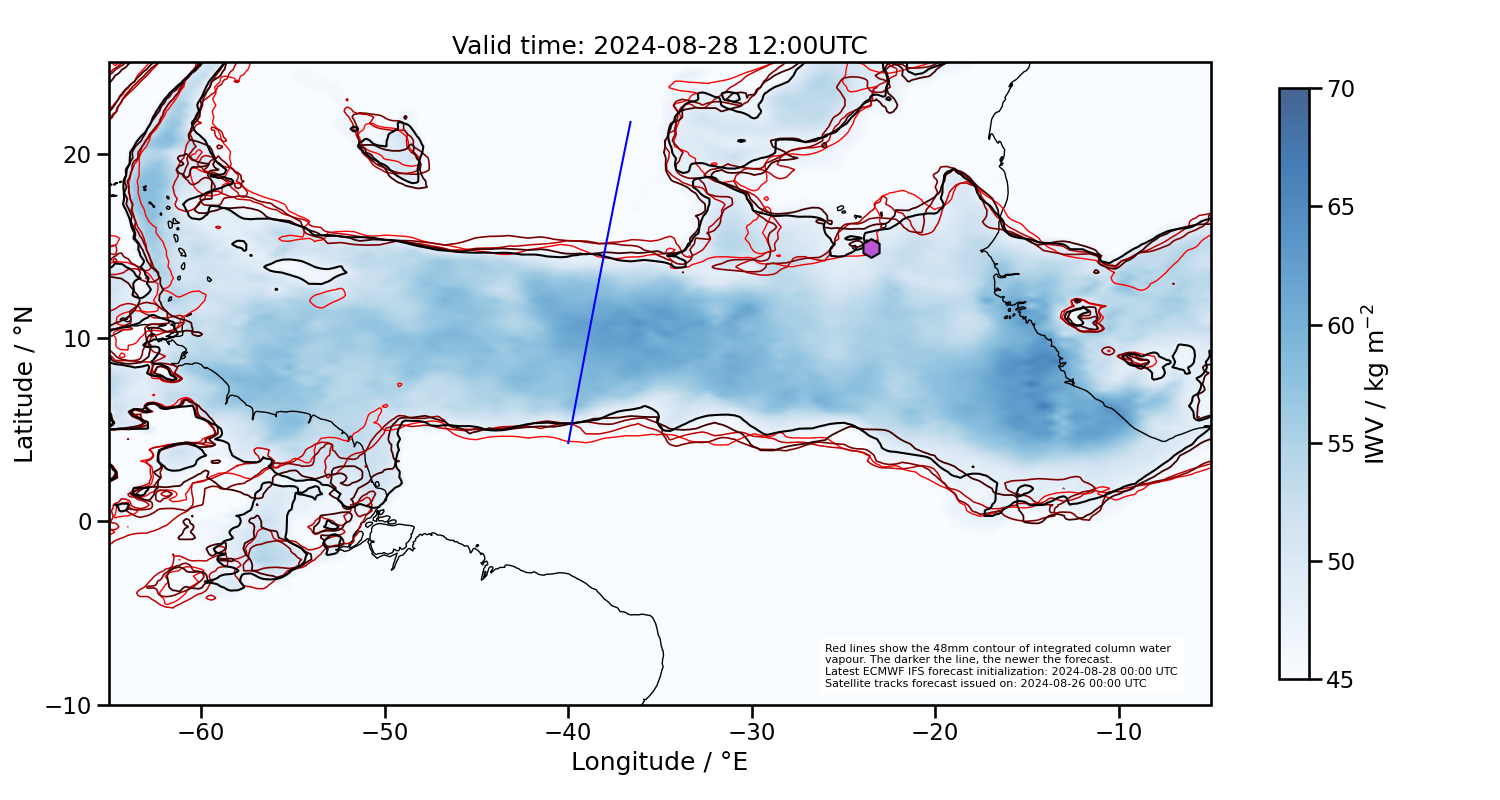 Valid time: 2024-08-28 12:00UTC
20
10
0
−10
Latitude / °N
−60
−50
−40
−30
−20
−10
Longitude / °E
Red lines show the 48mm contour of integrated column water
vapour. The darker the line, the newer the forecast.
Latest ECMWF IFS forecast initialization: 2024-08-28 00:00 UTC
Satellite tracks forecast issued on: 2024-08-26 00:00 UTC
70
65
60
55
50
45
IWV / kg m⁻²